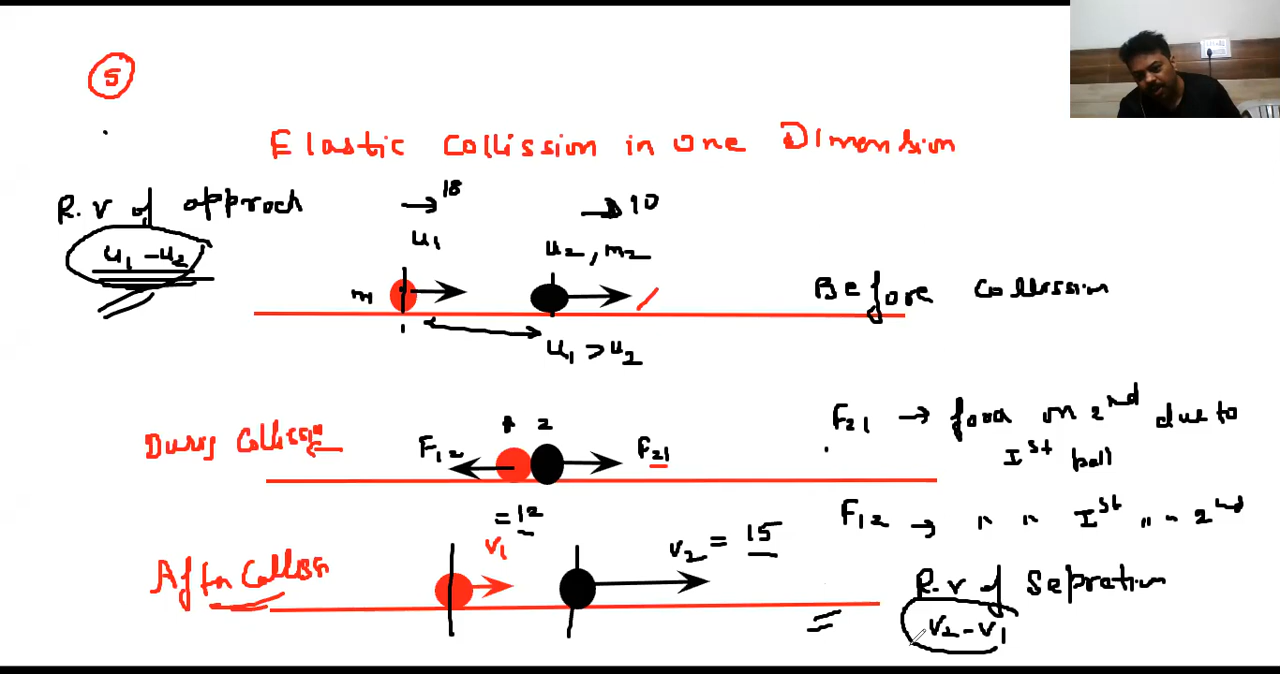 5
Elastic Collission in one Dimension
R.V of approch
u1 - u2
18
10
u1
u2, m2
m1
Before Collission
u1 > u2
During Collision
F12
1 2
F21
F21 → force on 2nd due to
Ist ball
F12 → " " Ist " " 2nd
= 12
v1
v2 = 15
After Collision
R.V of Sepration
v2 - v1